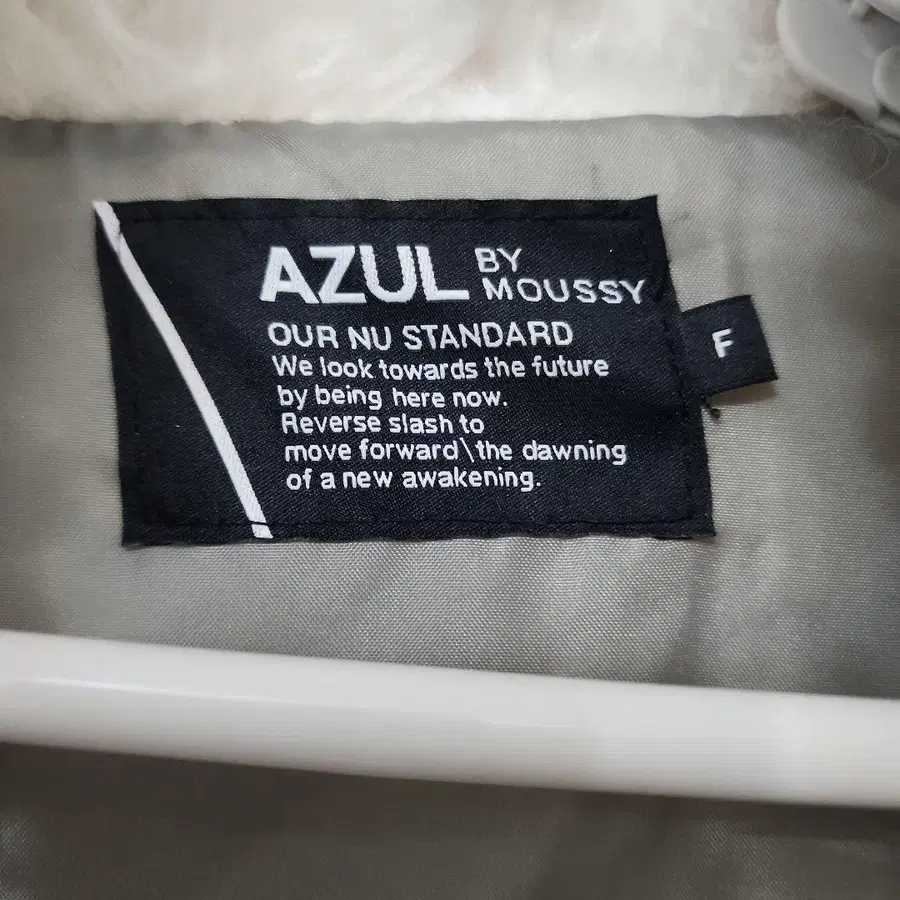 AZUL BY
MOUSSY
OUR NU STANDARD
We look towards the future
by being here now.
Reverse slash to
move forward\the dawning
of a new awakening.
F